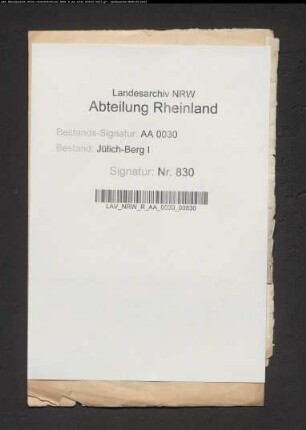 Landesarchiv NRW
Abteilung Rheinland
Bestands-Signatur: AA 0030
Bestand: Jülich-Berg I
Signatur: Nr. 830
LAV_NRW_R_AA_0030_00830